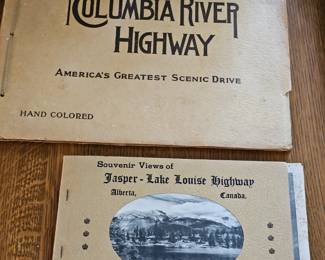 COLUMBIA RIVER
HIGHWAY
AMERICA'S GREATEST SCENIC DRIVE
HAND COLORED
Souvenir Views of
Jasper - Lake Louise Highway
Alberta, Canada.